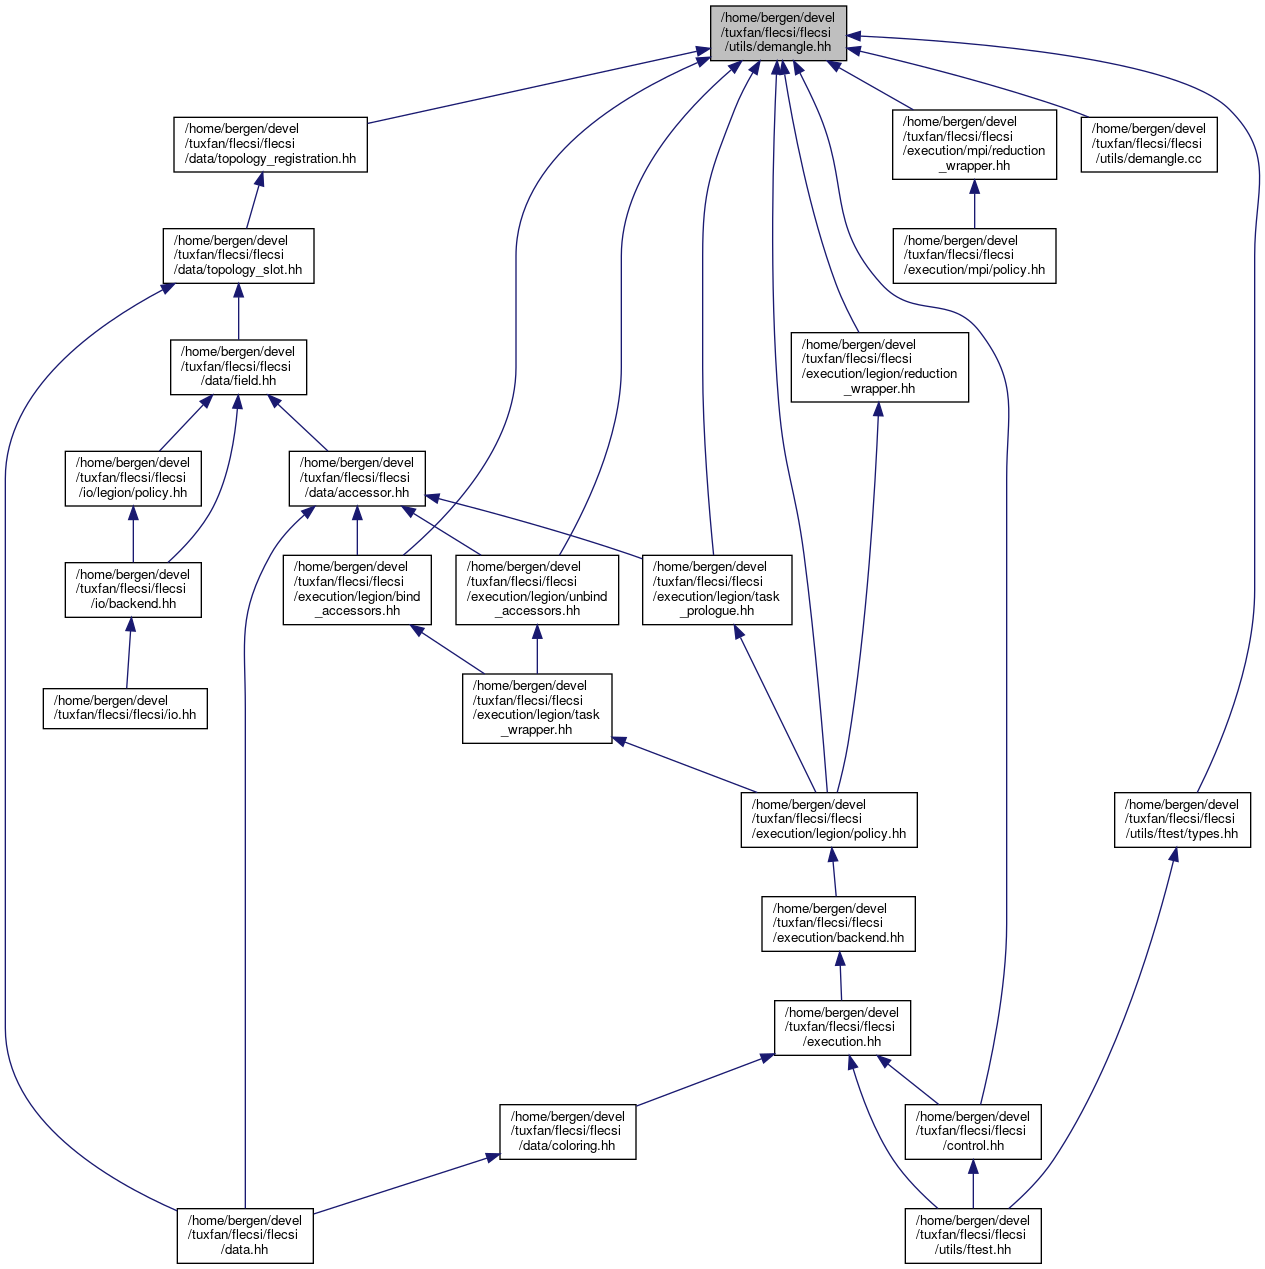 /home/bergen/devel
/tuxfan/flecsi/flecsi
/utils/demangle.hh
/home/bergen/devel
/tuxfan/flecsi/flecsi
/data/topology_registration.hh
/home/bergen/devel
/tuxfan/flecsi/flecsi
/execution/mpi/reduction
_wrapper.hh
/home/bergen/devel
/tuxfan/flecsi/flecsi
/utils/demangle.cc
/home/bergen/devel
/tuxfan/flecsi/flecsi
/data/topology_slot.hh
/home/bergen/devel
/tuxfan/flecsi/flecsi
/execution/mpi/policy.hh
/home/bergen/devel
/tuxfan/flecsi/flecsi
/data/field.hh
/home/bergen/devel
/tuxfan/flecsi/flecsi
/execution/legion/reduction
_wrapper.hh
/home/bergen/devel
/tuxfan/flecsi/flecsi
/io/legion/policy.hh
/home/bergen/devel
/tuxfan/flecsi/flecsi
/data/accessor.hh
/home/bergen/devel
/tuxfan/flecsi/flecsi
/io/backend.hh
/home/bergen/devel
/tuxfan/flecsi/flecsi
/execution/legion/bind
_accessors.hh
/home/bergen/devel
/tuxfan/flecsi/flecsi
/execution/legion/unbind
_accessors.hh
/home/bergen/devel
/tuxfan/flecsi/flecsi
/execution/legion/task
_prologue.hh
/home/bergen/devel
/tuxfan/flecsi/flecsi/io.hh
/home/bergen/devel
/tuxfan/flecsi/flecsi
/execution/legion/task
_wrapper.hh
/home/bergen/devel
/tuxfan/flecsi/flecsi
/execution/legion/policy.hh
/home/bergen/devel
/tuxfan/flecsi/flecsi
/utils/ftest/types.hh
/home/bergen/devel
/tuxfan/flecsi/flecsi
/execution/backend.hh
/home/bergen/devel
/tuxfan/flecsi/flecsi
/execution.hh
/home/bergen/devel
/tuxfan/flecsi/flecsi
/data/coloring.hh
/home/bergen/devel
/tuxfan/flecsi/flecsi
/control.hh
/home/bergen/devel
/tuxfan/flecsi/flecsi
/data.hh
/home/bergen/devel
/tuxfan/flecsi/flecsi
/utils/ftest.hh